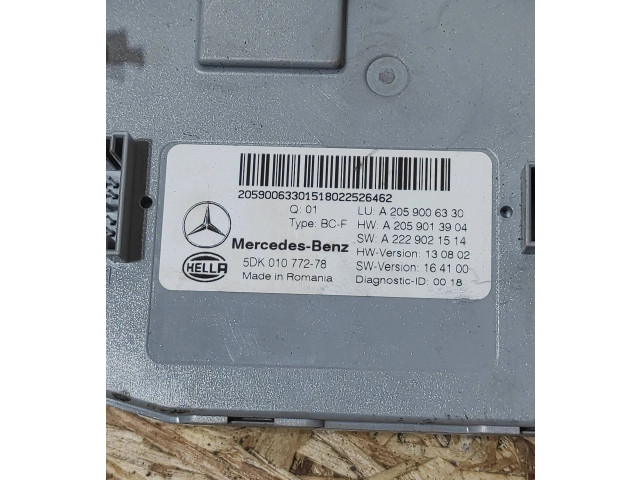 20590063301518022526462
Q: 01 LU: A 205 900 63 30
Type: BC-F HW: A 205 901 39 04
Mercedes-Benz SW: A 222 902 15 14
HW-Version: 13 08 02
HELLA 5DK 010 772-78 SW-Version: 16 41 00
Made in Romania Diagnostic-ID: 00 18